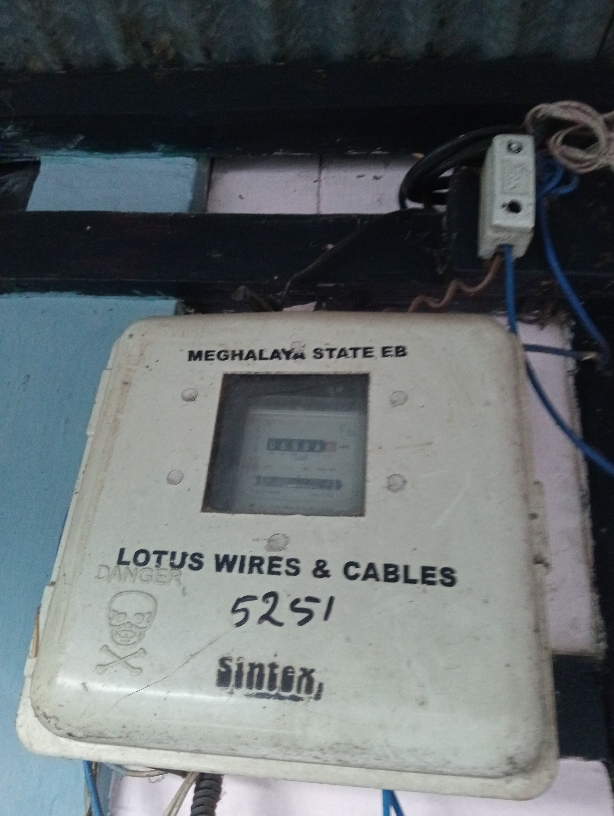 MEGHALAYA STATE EB
LOTUS WIRES & CABLES
DANGER
5251
Sintex